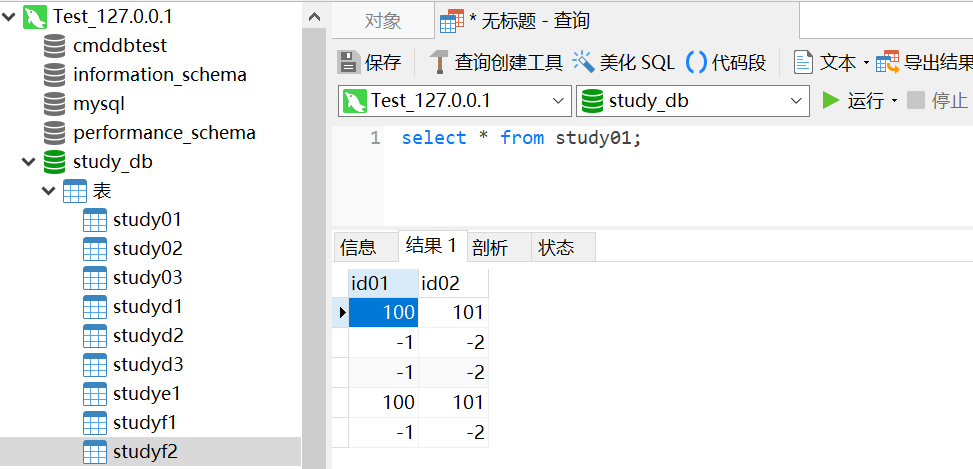 Test_127.0.0.1
cmddbtest
information_schema
mysql
performance_schema
study_db
表
study01
study02
study03
studyd1
studyd2
studyd3
studye1
studyf1
studyf2
对象
* 无标题 - 查询
保存 查询创建工具 美化 SQL () 代码段 文本 导出结果
Test_127.0.0.1 study_db 运行 停止
1 select * from study01;
信息 结果 1 剖析 状态
id01 id02
100 101
-1 -2
-1 -2
100 101
-1 -2